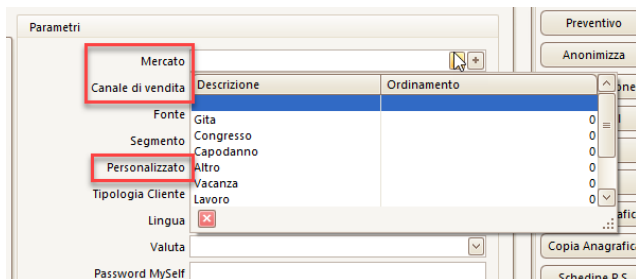 Parametri
Preventivo
Mercato
Anonimizza
Canale di vendita
Descrizione
Ordinamento
Fonte
Gita 0
Segmento
Congresso 0
Capodanno 0
Personalizzato
Altro 0
Vacanza 0
Tipologia Cliente
Lavoro 0
Lingua
Valuta
Copia Anagrafica
Password MySelf
Schedine P.S.